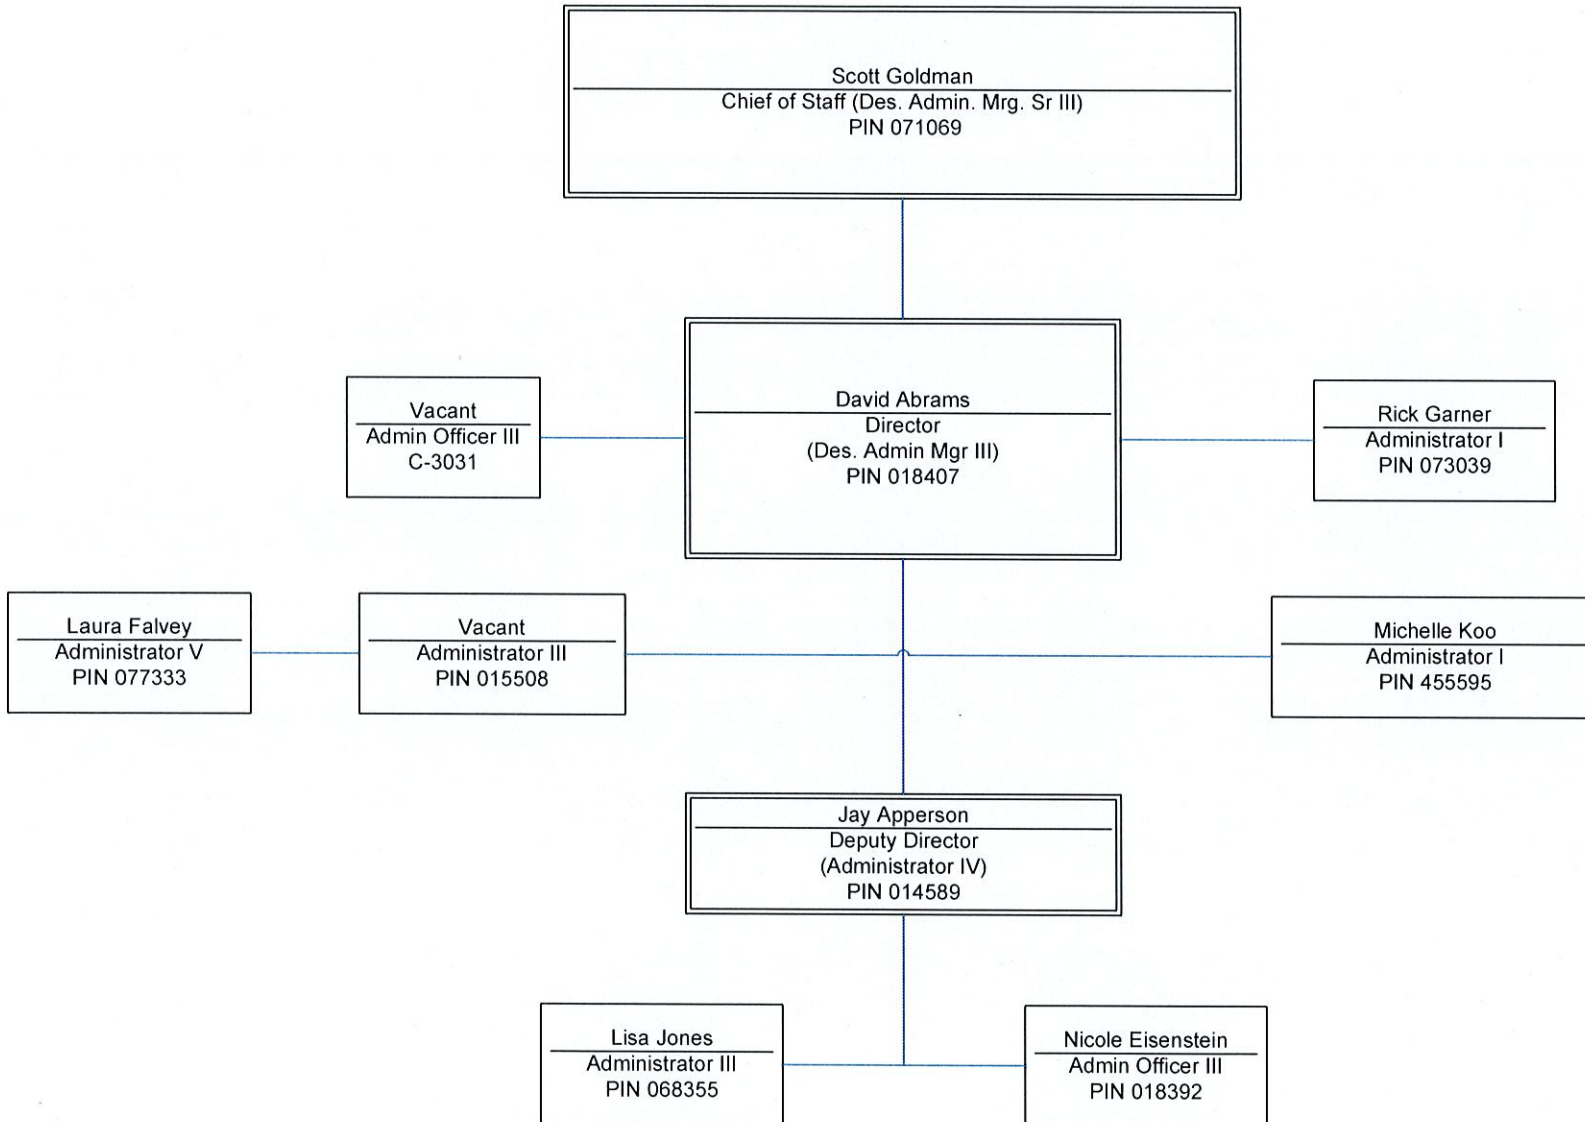 Scott Goldman
Chief of Staff (Des. Admin. Mrg. Sr III)
PIN 071069
Vacant
Admin Officer III
C-3031
David Abrams
Director
(Des. Admin Mgr III)
PIN 018407
Rick Garner
Administrator I
PIN 073039
Laura Falvey
Administrator V
PIN 077333
Vacant
Administrator III
PIN 015508
Michelle Koo
Administrator I
PIN 455595
Jay Apperson
Deputy Director
(Administrator IV)
PIN 014589
Lisa Jones
Administrator III
PIN 068355
Nicole Eisenstein
Admin Officer III
PIN 018392